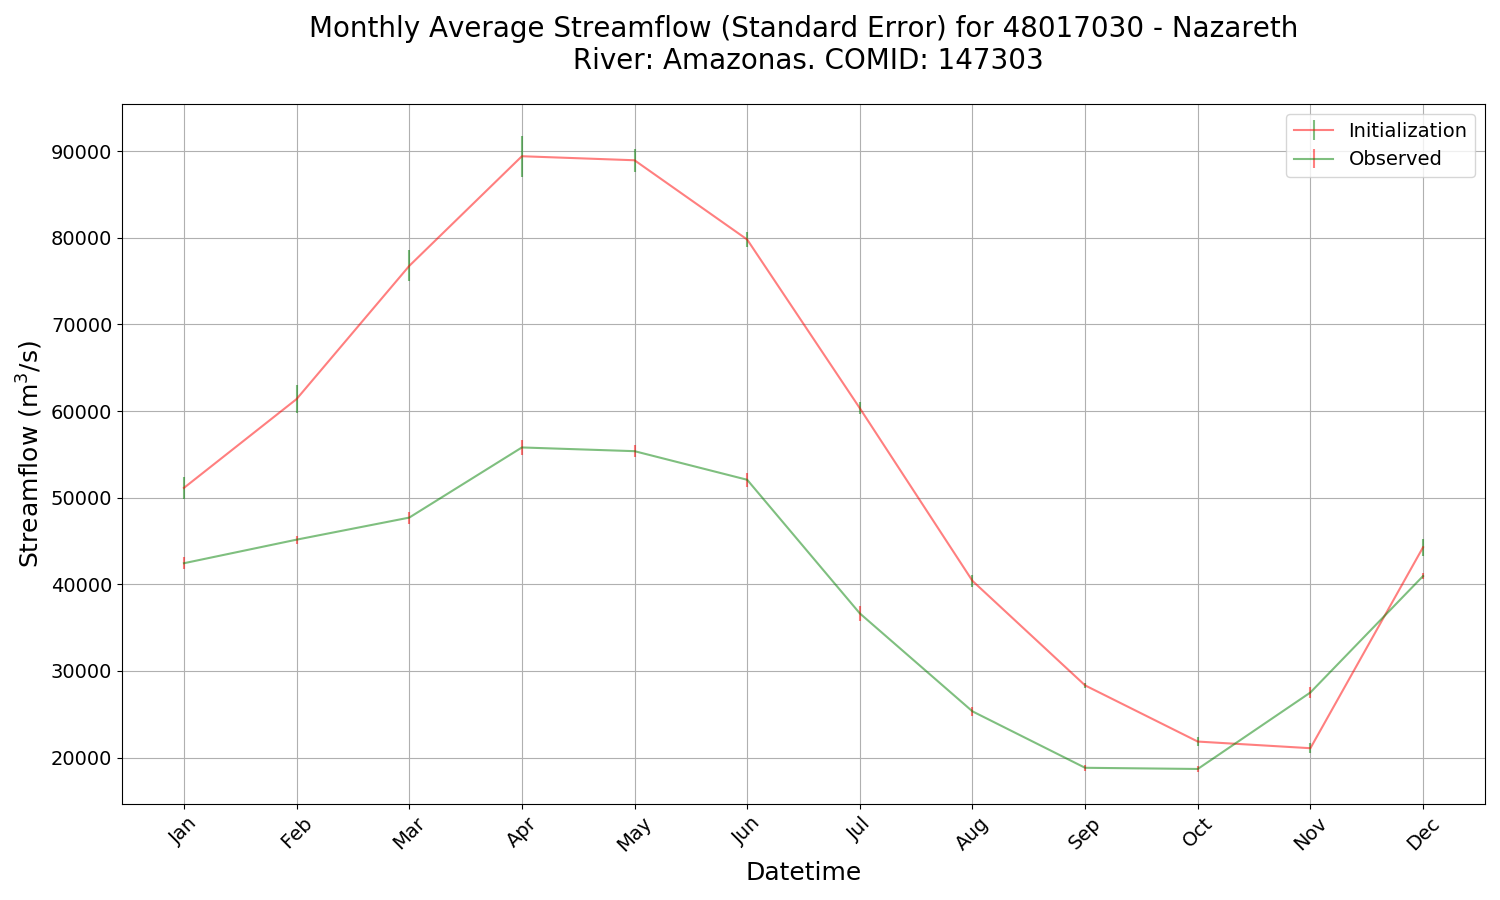 Monthly Average Streamflow (Standard Error) for 48017030 - Nazareth
River: Amazonas. COMID: 147303
Initialization
Observed
Streamflow (m³/s)
90000
80000
70000
60000
50000
40000
30000
20000
Jan
Feb
Mar
Apr
May
Jun
Jul
Aug
Sep
Oct
Nov
Dec
Datetime